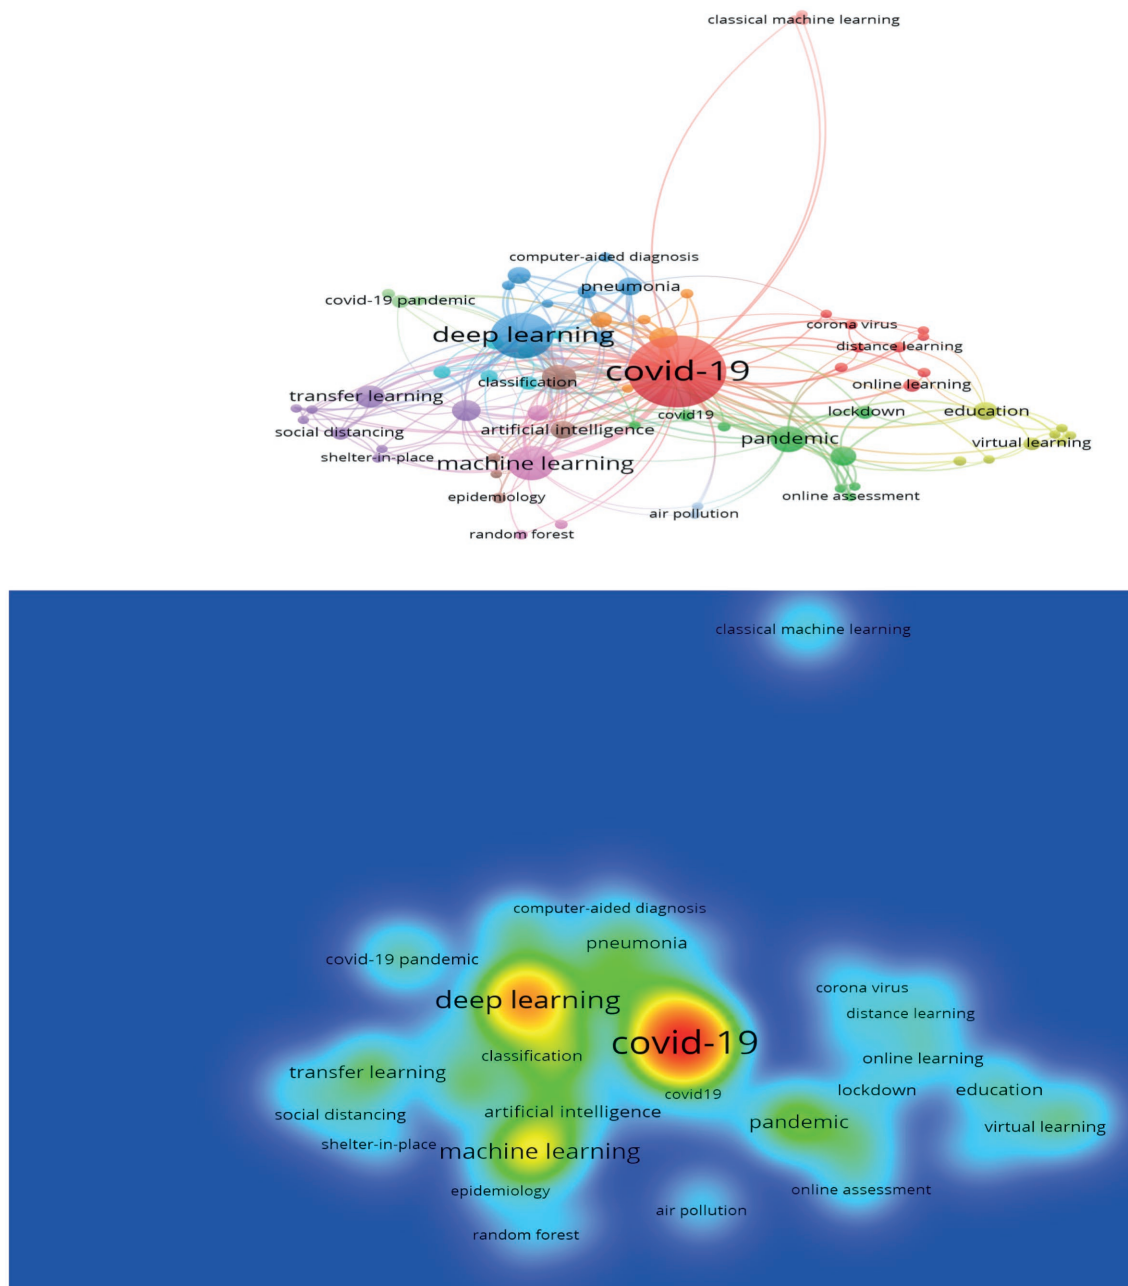 classical machine learning
computer-aided diagnosis
pneumonia
covid-19 pandemic
corona virus
deep learning
distance learning
covid-19
classification
online learning
transfer learning
covid19
lockdown
education
social distancing
artificial intelligence
pandemic
virtual learning
shelter-in-place
machine learning
epidemiology
online assessment
air pollution
random forest
classical machine learning
computer-aided diagnosis
pneumonia
covid-19 pandemic
corona virus
deep learning
distance learning
covid-19
classification
online learning
transfer learning
covid19
lockdown
education
social distancing
artificial intelligence
pandemic
virtual learning
shelter-in-place
machine learning
epidemiology
online assessment
air pollution
random forest